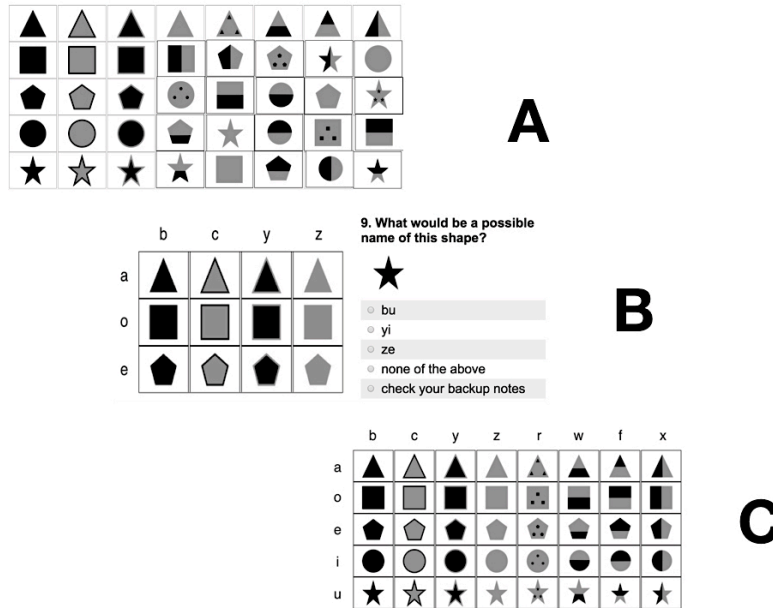 A
b c y z
a
o
e
9. What would be a possible
name of this shape?
bu
yi
ze
none of the above
check your backup notes
B
b c y z r w f x
a
o
e
i
u
C